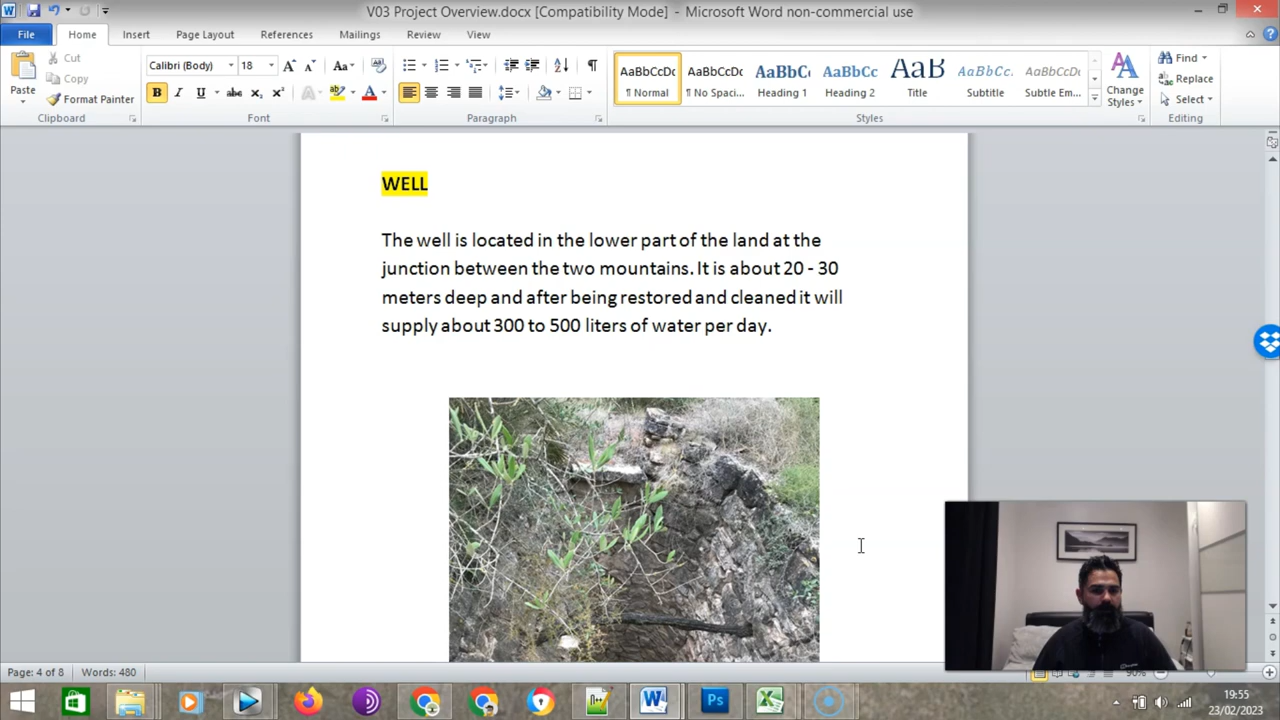 V03 Project Overview.docx [Compatibility Mode] - Microsoft Word non-commercial use
File Home Insert Page Layout References Mailings Review View
Paste
Cut
Copy
Format Painter
Clipboard
Calibri (Body) 18
Font
Paragraph
AaBbCcDc AaBbCcDc AaBbC AaBbCc AaB AaBbCc. AaBbCcDc
¶ Normal ¶ No Spaci... Heading 1 Heading 2 Title Subtitle Subtle Em...
Change
Styles
Styles
Find
Replace
Select
Editing
WELL
The well is located in the lower part of the land at the
junction between the two mountains. It is about 20 - 30
meters deep and after being restored and cleaned it will
supply about 300 to 500 liters of water per day.
Page: 4 of 8 Words: 480
90%
19:55
23/02/2023